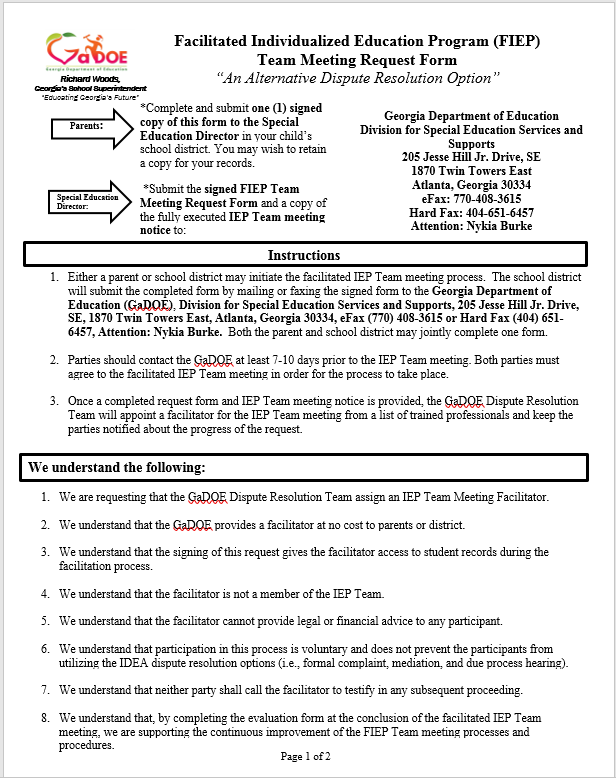 GaDOE
Georgia Department of Education
Richard Woods,
Georgia's School Superintendent
"Educating Georgia's Future"
Facilitated Individualized Education Program (FIEP)
Team Meeting Request Form
“An Alternative Dispute Resolution Option”
Parents:
*Complete and submit one (1) signed
copy of this form to the Special
Education Director in your child’s
school district. You may wish to retain
a copy for your records.
Special Education
Director:
*Submit the signed FIEP Team
Meeting Request Form and a copy of
the fully executed IEP Team meeting
notice to:
Georgia Department of Education
Division for Special Education Services and
Supports
205 Jesse Hill Jr. Drive, SE
1870 Twin Towers East
Atlanta, Georgia 30334
eFax: 770-408-3615
Hard Fax: 404-651-6457
Attention: Nykia Burke
Instructions
1. Either a parent or school district may initiate the facilitated IEP Team meeting process. The school district
will submit the completed form by mailing or faxing the signed form to the Georgia Department of
Education (GaDOE), Division for Special Education Services and Supports, 205 Jesse Hill Jr. Drive,
SE, 1870 Twin Towers East, Atlanta, Georgia 30334, eFax (770) 408-3615 or Hard Fax (404) 651-
6457, Attention: Nykia Burke. Both the parent and school district may jointly complete one form.
2. Parties should contact the GaDOE at least 7-10 days prior to the IEP Team meeting. Both parties must
agree to the facilitated IEP Team meeting in order for the process to take place.
3. Once a completed request form and IEP Team meeting notice is provided, the GaDOE Dispute Resolution
Team will appoint a facilitator for the IEP Team meeting from a list of trained professionals and keep the
parties notified about the progress of the request.
We understand the following:
1. We are requesting that the GaDOE Dispute Resolution Team assign an IEP Team Meeting Facilitator.
2. We understand that the GaDOE provides a facilitator at no cost to parents or district.
3. We understand that the signing of this request gives the facilitator access to student records during the
facilitation process.
4. We understand that the facilitator is not a member of the IEP Team.
5. We understand that the facilitator cannot provide legal or financial advice to any participant.
6. We understand that participation in this process is voluntary and does not prevent the participants from
utilizing the IDEA dispute resolution options (i.e., formal complaint, mediation, and due process hearing).
7. We understand that neither party shall call the facilitator to testify in any subsequent proceeding.
8. We understand that, by completing the evaluation form at the conclusion of the facilitated IEP Team
meeting, we are supporting the continuous improvement of the FIEP Team meeting processes and
procedures.
Page 1 of 2